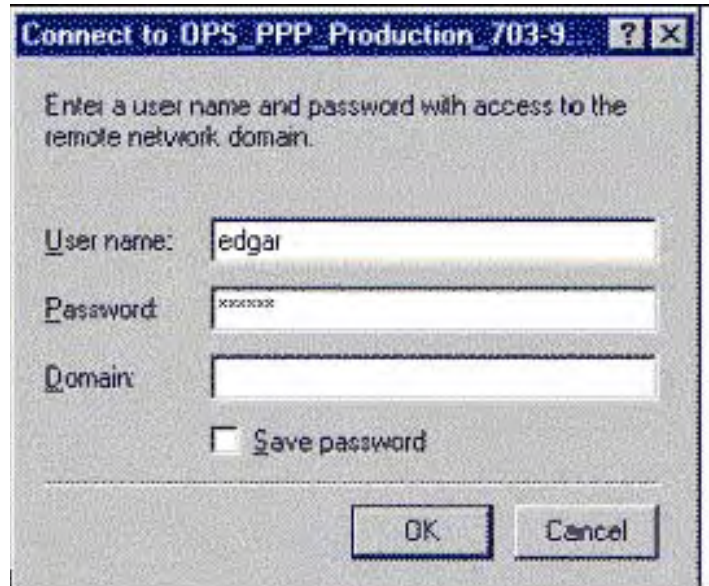 Connect to OPS_PPP_Production_703-9...
Enter a user name and password with access to the
remote network domain.
User name: edgar
Password: xxxxxx
Domain:
Save password
OK Cancel